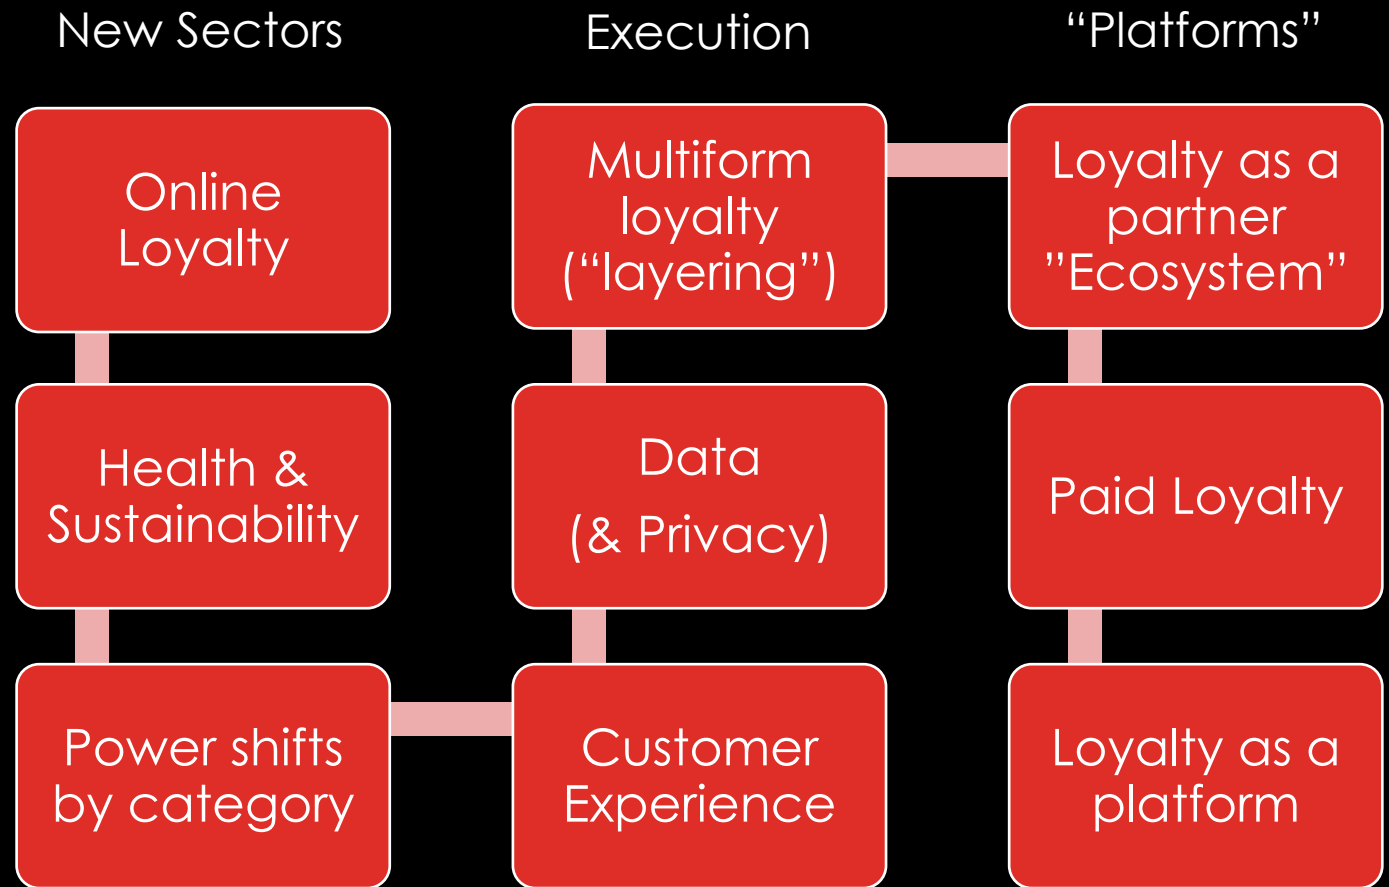 New Sectors
Execution
“Platforms”
Online
Loyalty
Health &
Sustainability
Power shifts
by category
Multiform
loyalty
(“layering”)
Data
(& Privacy)
Customer
Experience
Loyalty as a
partner
”Ecosystem”
Paid Loyalty
Loyalty as a
platform